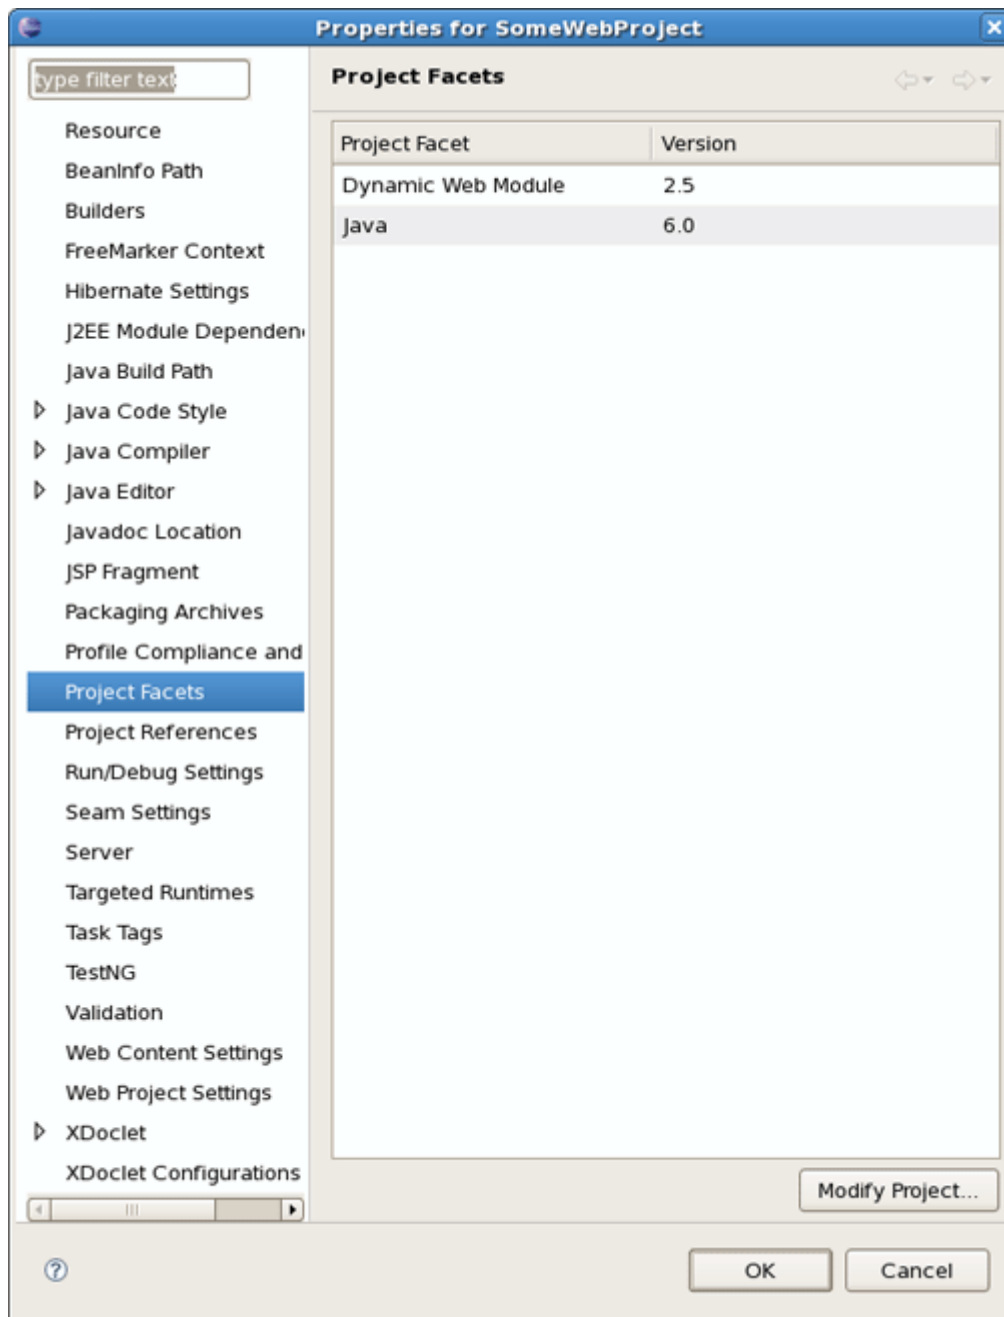 Properties for SomeWebProject
type filter text
Project Facets
Resource
BeanInfo Path
Builders
FreeMarker Context
Hibernate Settings
J2EE Module Dependen
Java Build Path
Java Code Style
Java Compiler
Java Editor
Javadoc Location
JSP Fragment
Packaging Archives
Profile Compliance and
Project Facets
Project References
Run/Debug Settings
Seam Settings
Server
Targeted Runtimes
Task Tags
TestNG
Validation
Web Content Settings
Web Project Settings
XDoclet
XDoclet Configurations
Project Facet Version
Dynamic Web Module 2.5
Java 6.0
Modify Project...
?
OK Cancel